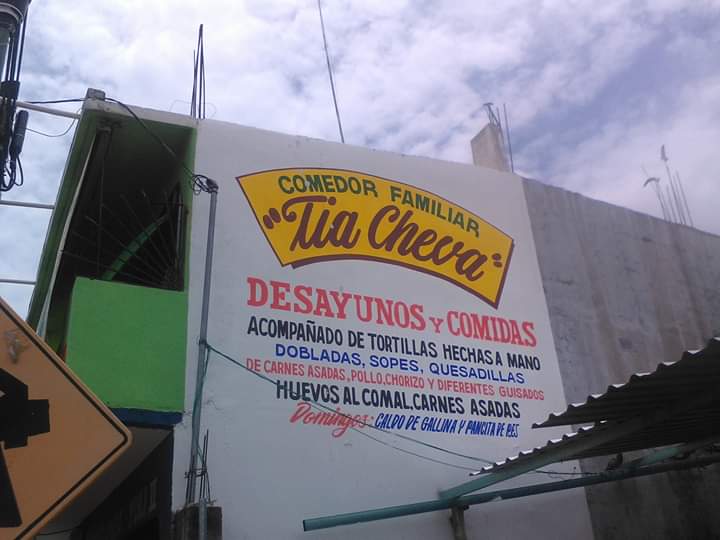 COMEDOR FAMILIAR
"Tia Cheva"
DESAYUNOS Y COMIDAS
ACOMPAÑADO DE TORTILLAS HECHAS A MANO
DOBLADAS, SOPES, QUESADILLAS
DE CARNES ASADAS, POLLO, CHORIZO Y DIFERENTES GUISADOS
HUEVOS AL COMAL, CARNES ASADAS
Domingos: CALDO DE GALLINA Y PANCITA DE RES